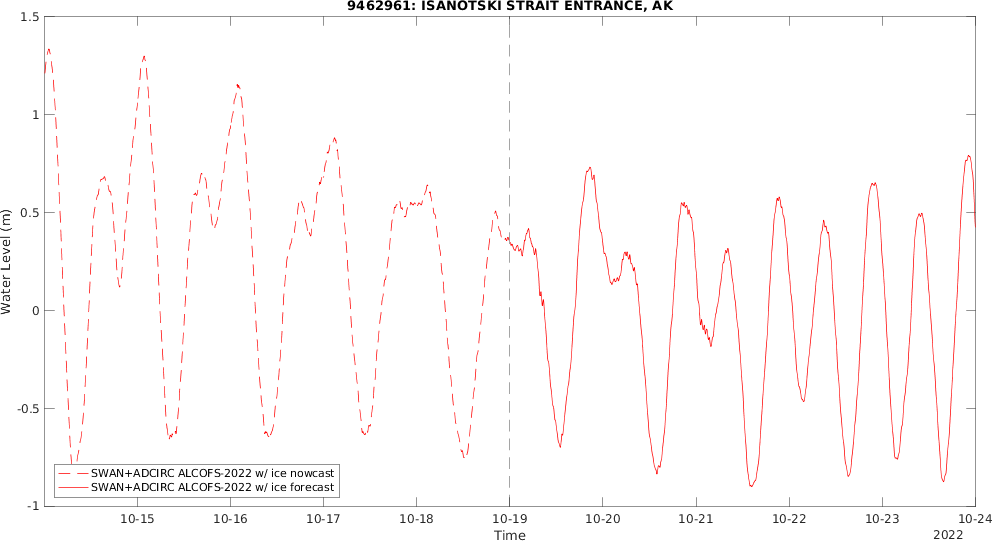 9462961: ISANOTSKI STRAIT ENTRANCE, AK
1.5
1
0.5
0
-0.5
-1
Water Level (m)
SWAN+ADCIRC ALCOFS-2022 w/ ice nowcast
SWAN+ADCIRC ALCOFS-2022 w/ ice forecast
10-15 10-16 10-17 10-18 10-19 10-20 10-21 10-22 10-23 10-24
Time
2022